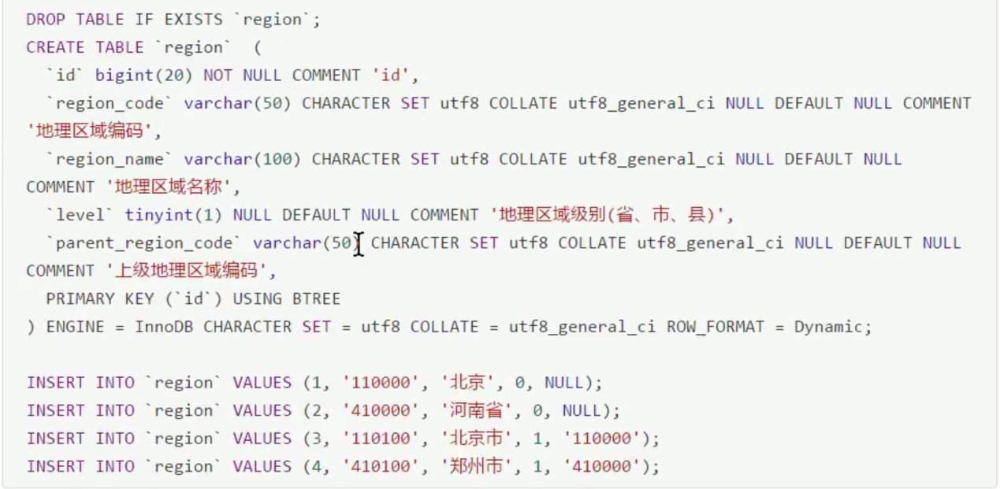 DROP TABLE IF EXISTS `region`;
CREATE TABLE `region`  (
  `id` bigint(20) NOT NULL COMMENT 'id',
  `region_code` varchar(50) CHARACTER SET utf8 COLLATE utf8_general_ci NULL DEFAULT NULL COMMENT
'地理区域编码',
  `region_name` varchar(100) CHARACTER SET utf8 COLLATE utf8_general_ci NULL DEFAULT NULL
COMMENT '地理区域名称',
  `level` tinyint(1) NULL DEFAULT NULL COMMENT '地理区域级别(省、市、县)',
  `parent_region_code` varchar(50) CHARACTER SET utf8 COLLATE utf8_general_ci NULL DEFAULT NULL
COMMENT '上级地理区域编码',
  PRIMARY KEY (`id`) USING BTREE
) ENGINE = InnoDB CHARACTER SET = utf8 COLLATE = utf8_general_ci ROW_FORMAT = Dynamic;
INSERT INTO `region` VALUES (1, '110000', '北京', 0, NULL);
INSERT INTO `region` VALUES (2, '410000', '河南省', 0, NULL);
INSERT INTO `region` VALUES (3, '110100', '北京市', 1, '110000');
INSERT INTO `region` VALUES (4, '410100', '郑州市', 1, '410000');